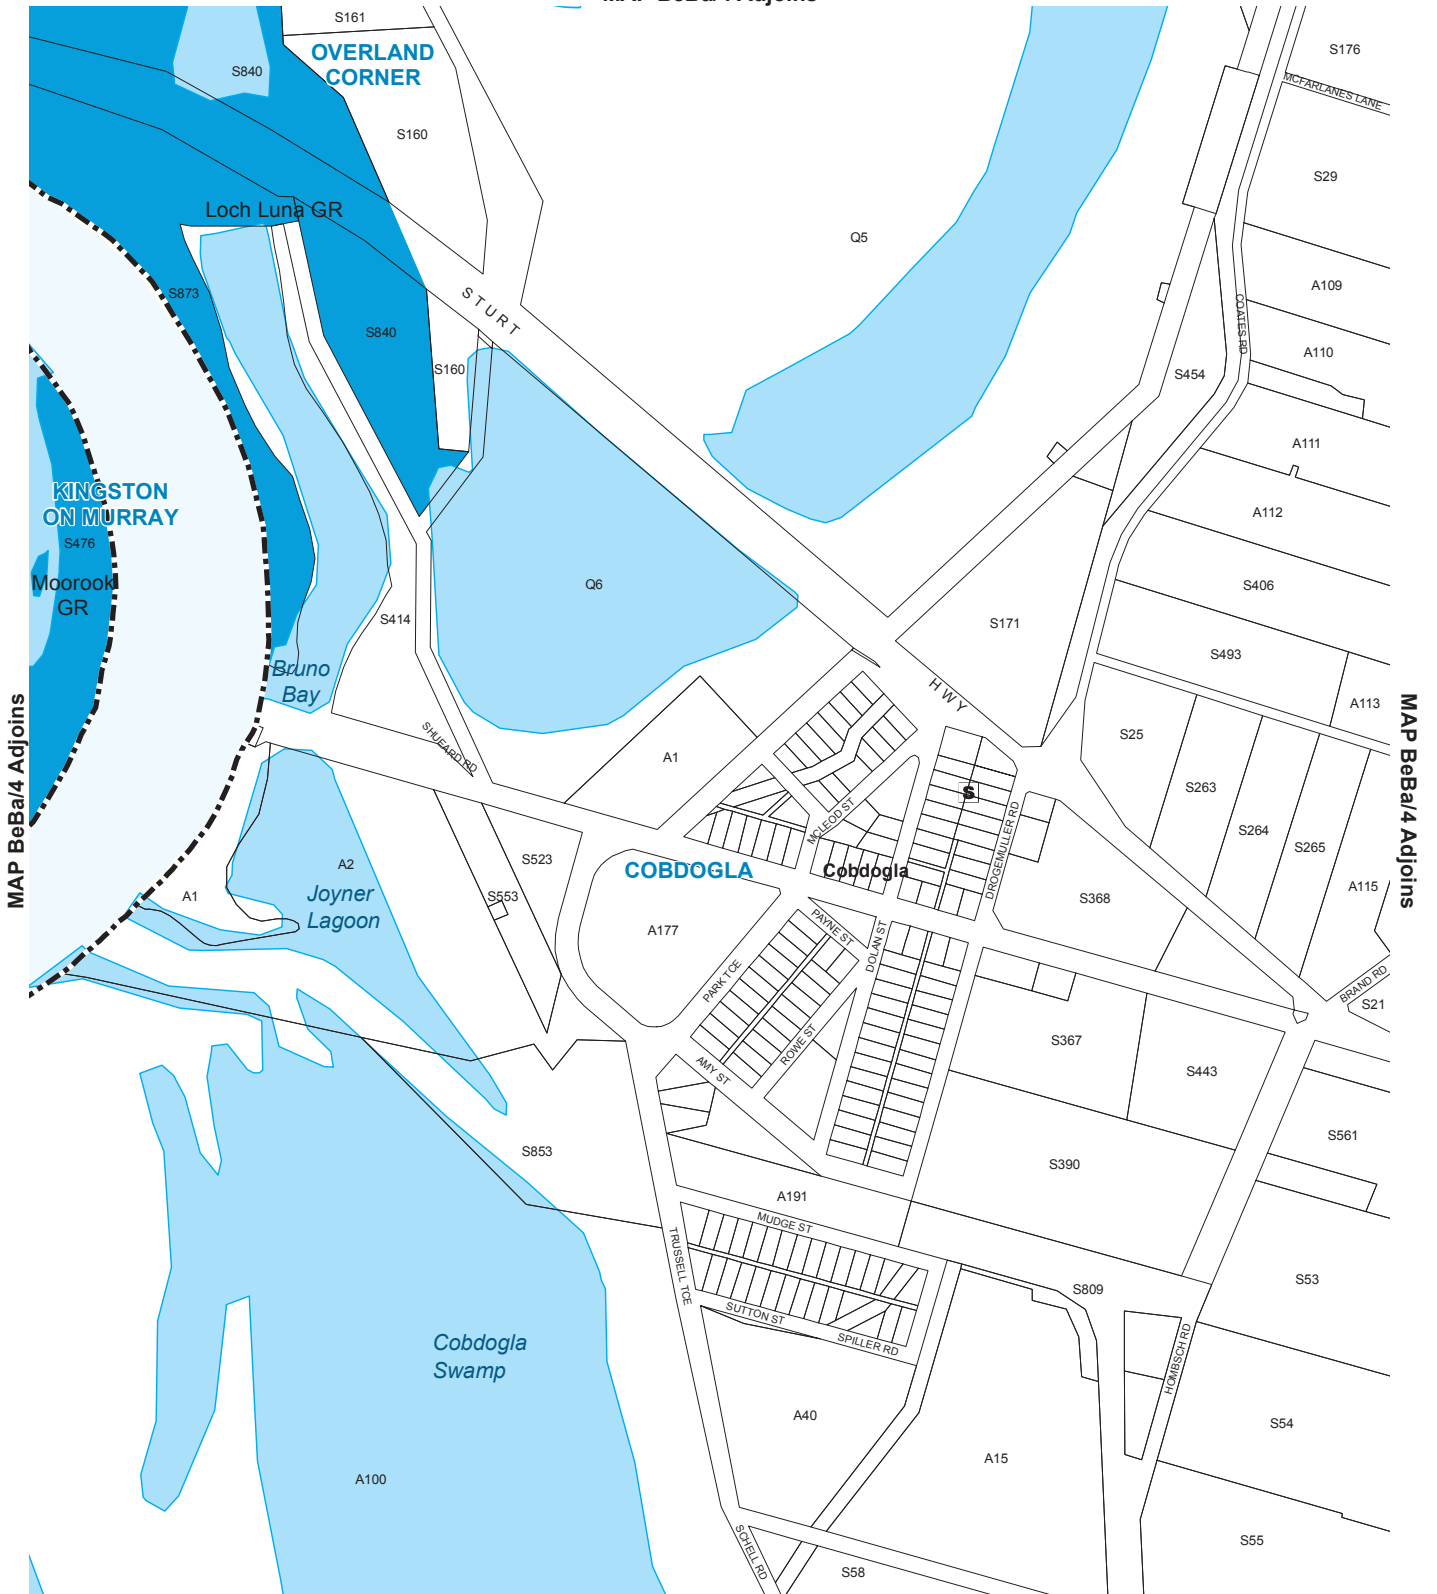 S161
OVERLAND
CORNER
S840
S160
S176
MCFARLANES LANE
S29
Loch Luna GR
Q5
S873
STURT
A109
COATES RD
S840
S160
S454
A110
A111
KINGSTON
ON MURRAY
S476
Moorook
GR
A112
Q6
S406
S414
S171
S493
Bruno
Bay
HWY
A113
MAP BeBa/4 Adjoins
MAP BeBa/4 Adjoins
SHUEARD RD
A1
S25
S263
S264
S265
S
MCLEOD ST
DROGEMULLER RD
S523
COBDOGLA
Cobdogla
A2
Joyner
Lagoon
A1
S553
A177
PAYNE ST
DOLAN ST
S368
A115
PARK TCE
BRAND RD
S21
ROWE ST
AMY ST
S367
S443
S853
S561
S390
A191
MUDGE ST
TRUSSELL TCE
S809
S53
SUTTON ST
SPILLER RD
HOMBSCH RD
Cobdogla
Swamp
A40
S54
A15
A100
SCHELL RD
S58
S55